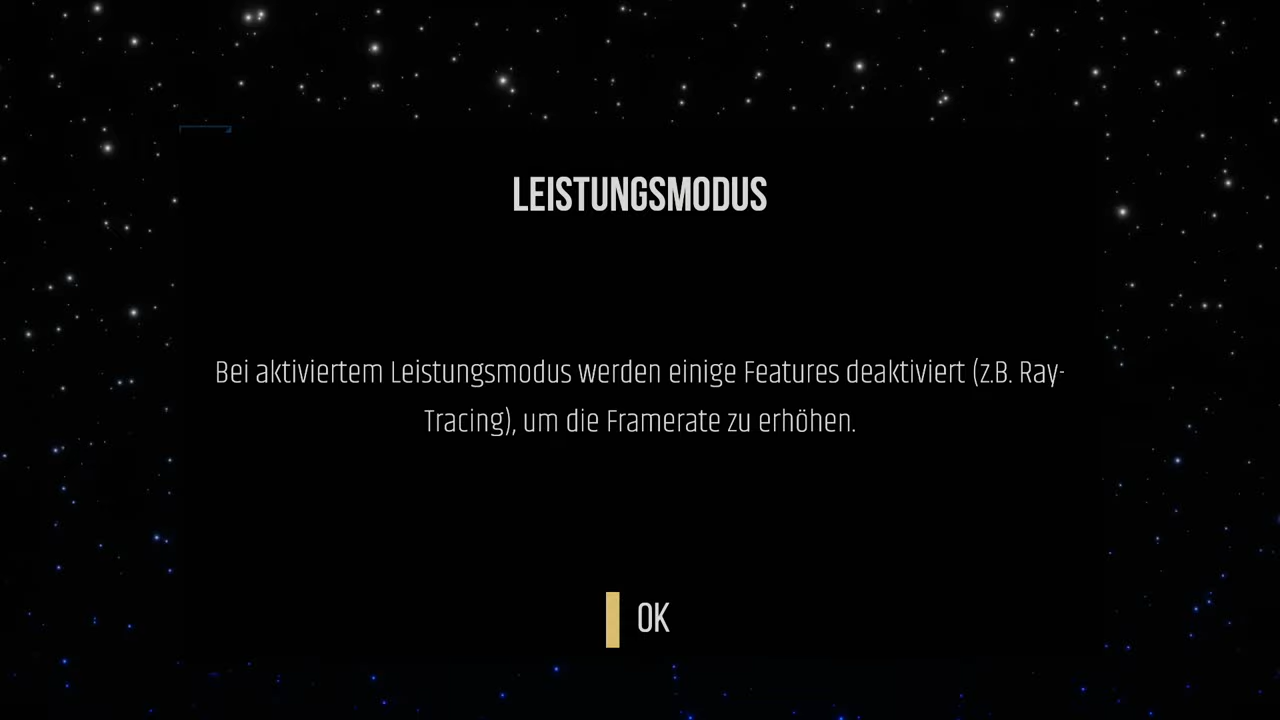 LEISTUNGSMODUS
Bei aktiviertem Leistungsmodus werden einige Features deaktiviert (z.B. Ray-
Tracing), um die Framerate zu erhöhen.
OK